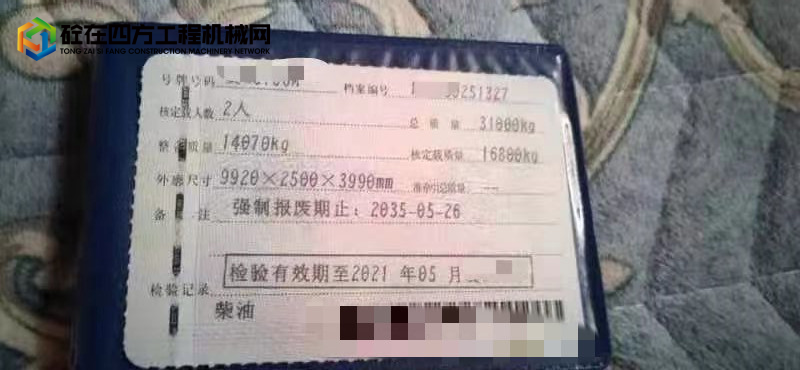 砼在四方工程机械网
TONG ZAI SI FANG CONSTRUCTION MACHINERY NETWORK
号牌号码
档案编号 251327
核定载人数 2人 总质量 31000kg
整 质量 14070kg 核定载质量 16800kg
外廓尺寸 9920×2500×3990mm 准牵引总质量 --
备注 强制报废期止：2035-05-26
检验有效期至2021 年05 月
检验记录
柴油